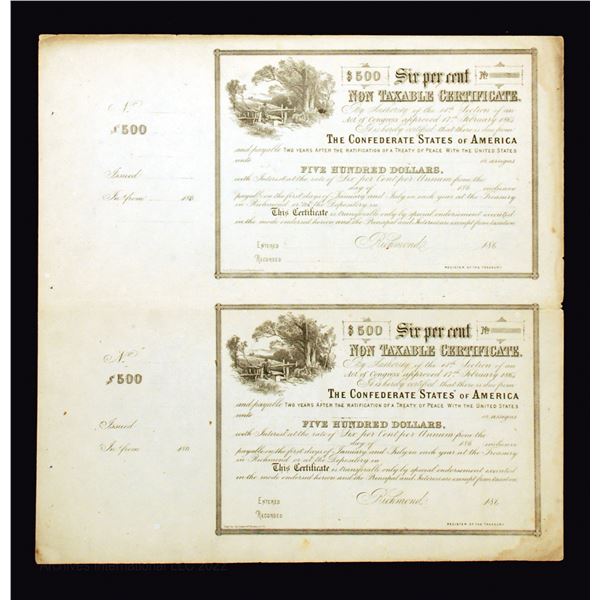 Nº
$500
Issued
Int from 186
$500 Six per cent Nº
NON TAXABLE CERTIFICATE.
By Authority of the 14th Section of an
Act of Congress approved 17th February 1864
It is hereby certified that there is due from
THE CONFEDERATE STATES OF AMERICA
and payable TWO YEARS AFTER THE RATIFICATION OF A TREATY OF PEACE WITH THE UNITED STATES
unto or assigns
FIVE HUNDRED DOLLARS,
with Interest at the rate of Six per Cent per Annum from the
day of 186 inclusive
payable on the first days of January and July in each year at the Treasury
in Richmond or at the Depository in
This Certificate is transferable only by special endorsement executed
in the mode endorsed hereon and the Principal and Interest are exempt from taxation
ENTERED Richmond, 186
RECORDED
REGISTER OF THE TREASURY
Nº
$500
Issued
Int from 186
$500 Six per cent Nº
NON TAXABLE CERTIFICATE.
By Authority of the 14th Section of an
Act of Congress approved 17th February 1864
It is hereby certified that there is due from
THE CONFEDERATE STATES OF AMERICA
and payable TWO YEARS AFTER THE RATIFICATION OF A TREATY OF PEACE WITH THE UNITED STATES
unto or assigns
FIVE HUNDRED DOLLARS,
with Interest at the rate of Six per Cent per Annum from the
day of 186 inclusive
payable on the first days of January and July in each year at the Treasury
in Richmond or at the Depository in
This Certificate is transferable only by special endorsement executed
in the mode endorsed hereon and the Principal and Interest are exempt from taxation
ENTERED Richmond, 186
RECORDED
REGISTER OF THE TREASURY
Archives International LLC 2022